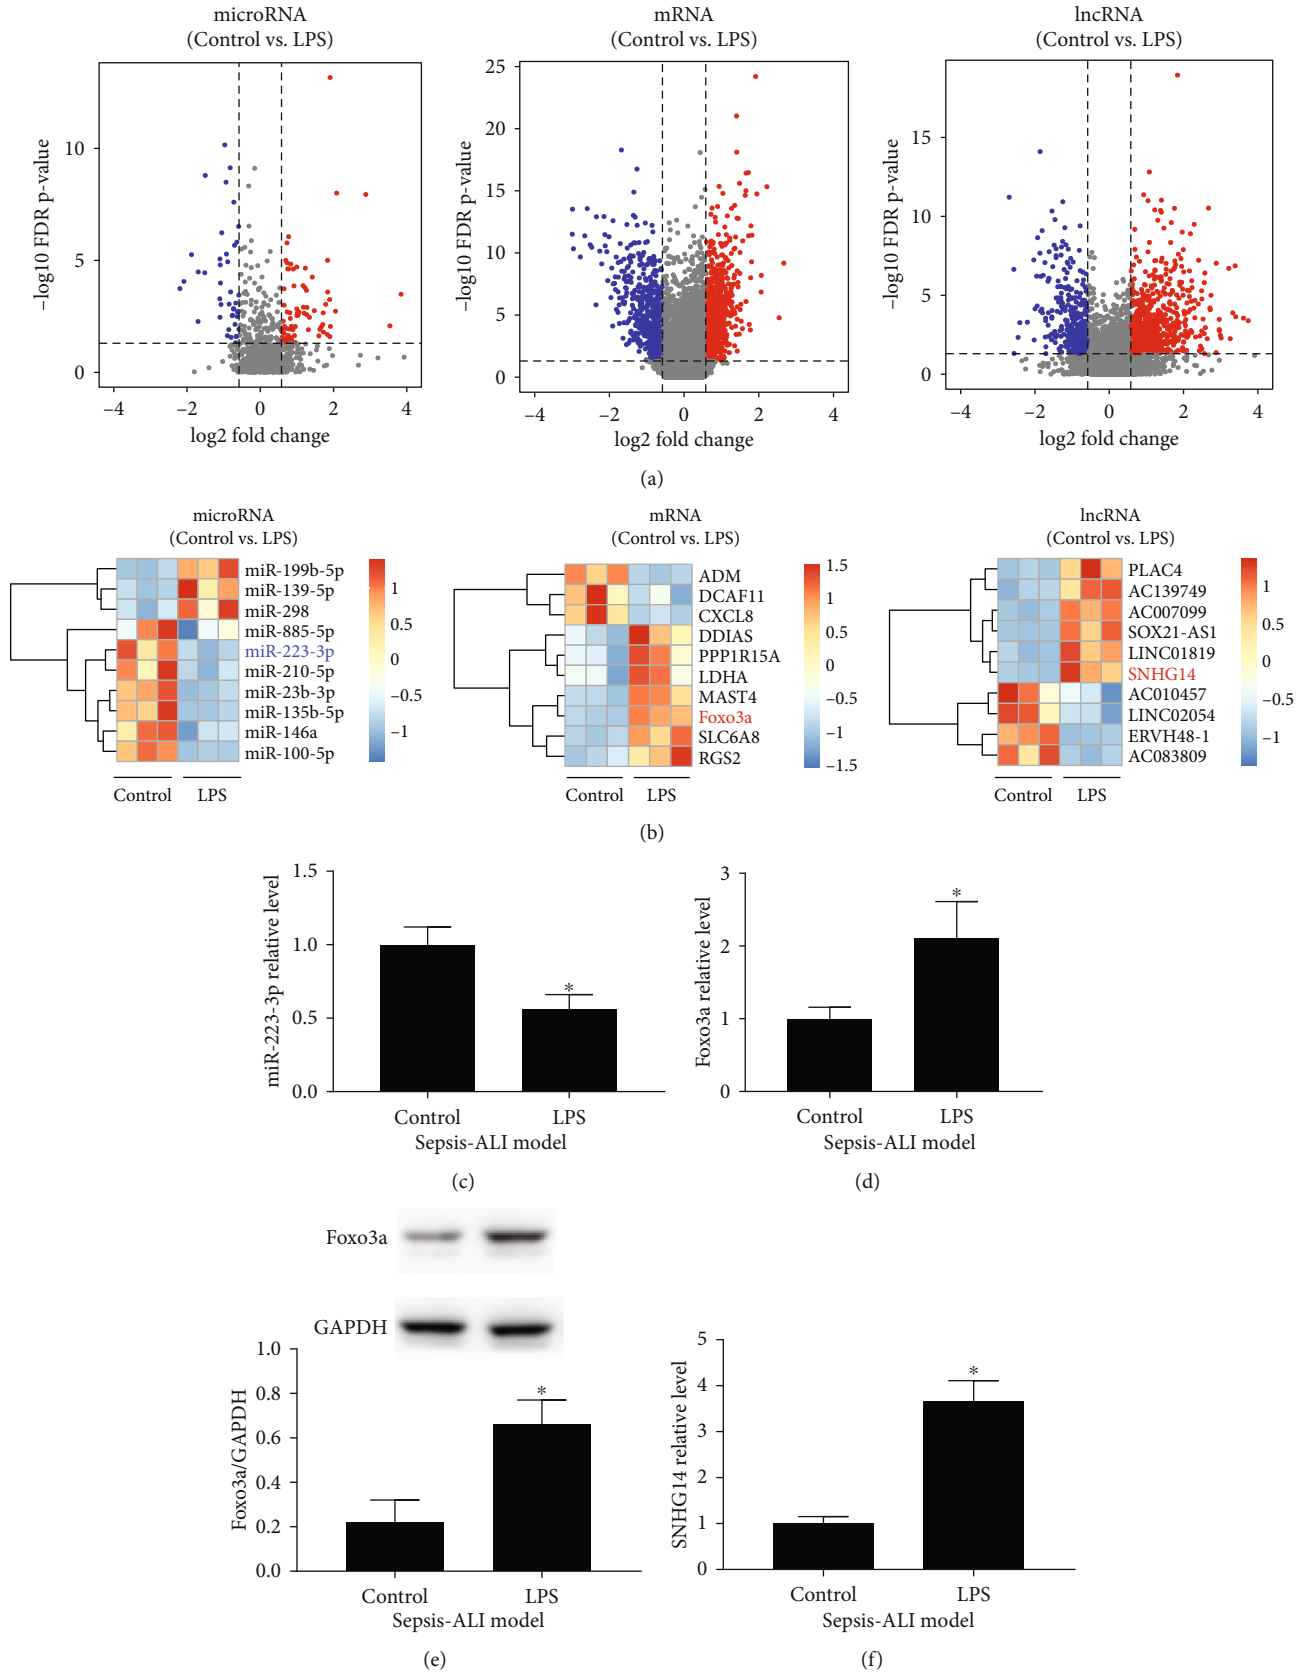 microRNA
(Control vs. LPS)
mRNA
(Control vs. LPS)
lncRNA
(Control vs. LPS)
−log10 FDR p-value
10
5
0
−4
−2
0
2
4
log2 fold change
−log10 FDR p-value
25
20
15
10
5
0
−4
−2
0
2
4
log2 fold change
−log10 FDR p-value
15
10
5
0
−4
−2
0
2
4
log2 fold change
(a)
microRNA
(Control vs. LPS)
miR-199b-5p
miR-139-5p
miR-298
miR-885-5p
miR-223-3p
miR-210-5p
miR-23b-3p
miR-135b-5p
miR-146a
miR-100-5p
1
0.5
0
−0.5
−1
Control
LPS
mRNA
(Control vs. LPS)
ADM
DCAF11
CXCL8
DDIAS
PPP1R15A
LDHA
MAST4
Foxo3a
SLC6A8
RGS2
1.5
1
0.5
0
−0.5
−1
−1.5
Control
LPS
lncRNA
(Control vs. LPS)
PLAC4
AC139749
AC007099
SOX21-AS1
LINC01819
SNHG14
AC010457
LINC02054
ERVH48-1
AC083809
1
0.5
0
−0.5
−1
Control
LPS
(b)
miR-223-3p relative level
1.5
1.0
0.5
0.0
*
Control
LPS
Sepsis-ALI model
(c)
Foxo3a relative level
3
2
1
0
*
Control
LPS
Sepsis-ALI model
(d)
Foxo3a
GAPDH
Foxo3a/GAPDH
1.0
0.8
0.6
0.4
0.2
0.0
*
Control
LPS
Sepsis-ALI model
(e)
SNHG14 relative level
5
4
3
2
1
0
*
Control
LPS
Sepsis-ALI model
(f)